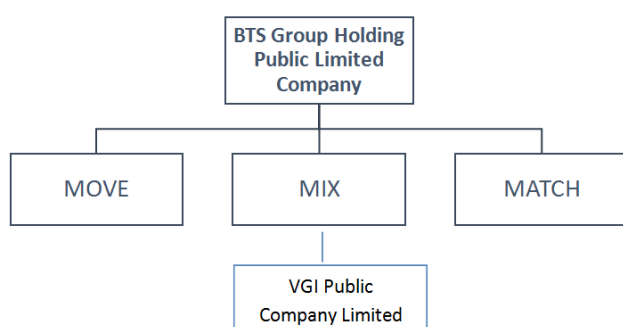 BTS Group Holding
Public Limited
Company
MOVE
MIX
MATCH
VGI Public
Company Limited